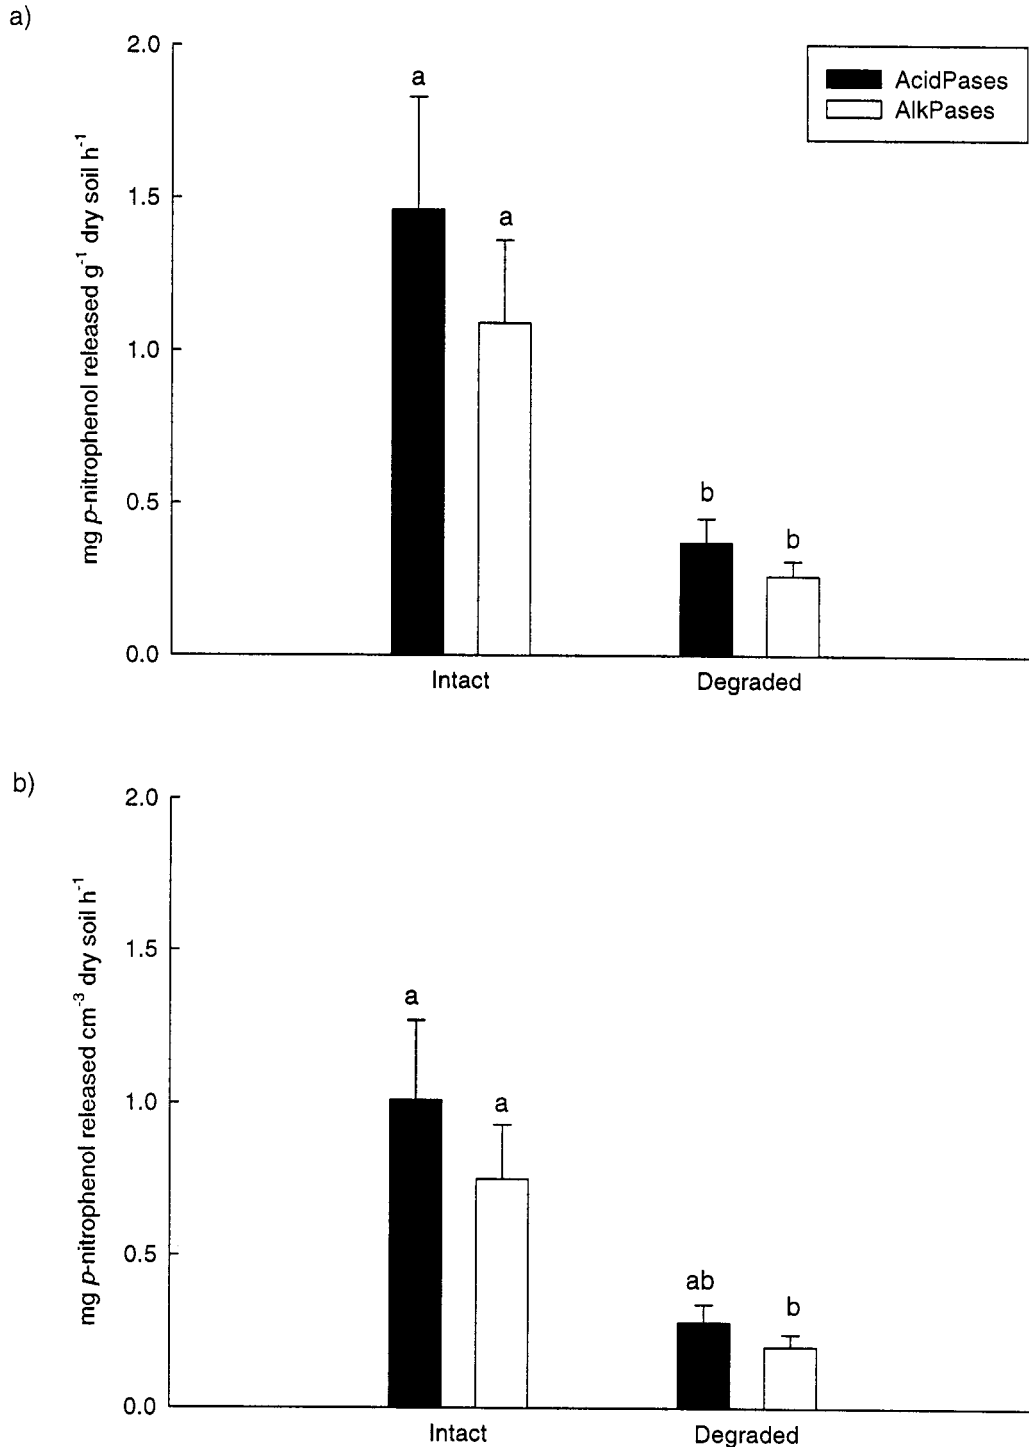 a)
mg p-nitrophenol released g⁻¹ dry soil h⁻¹
2.0
1.5
1.0
0.5
0.0
a
a
b
b
AcidPases
AlkPases
Intact
Degraded
b)
mg p-nitrophenol released cm⁻³ dry soil h⁻¹
2.0
1.5
1.0
0.5
0.0
a
a
ab
b
Intact
Degraded